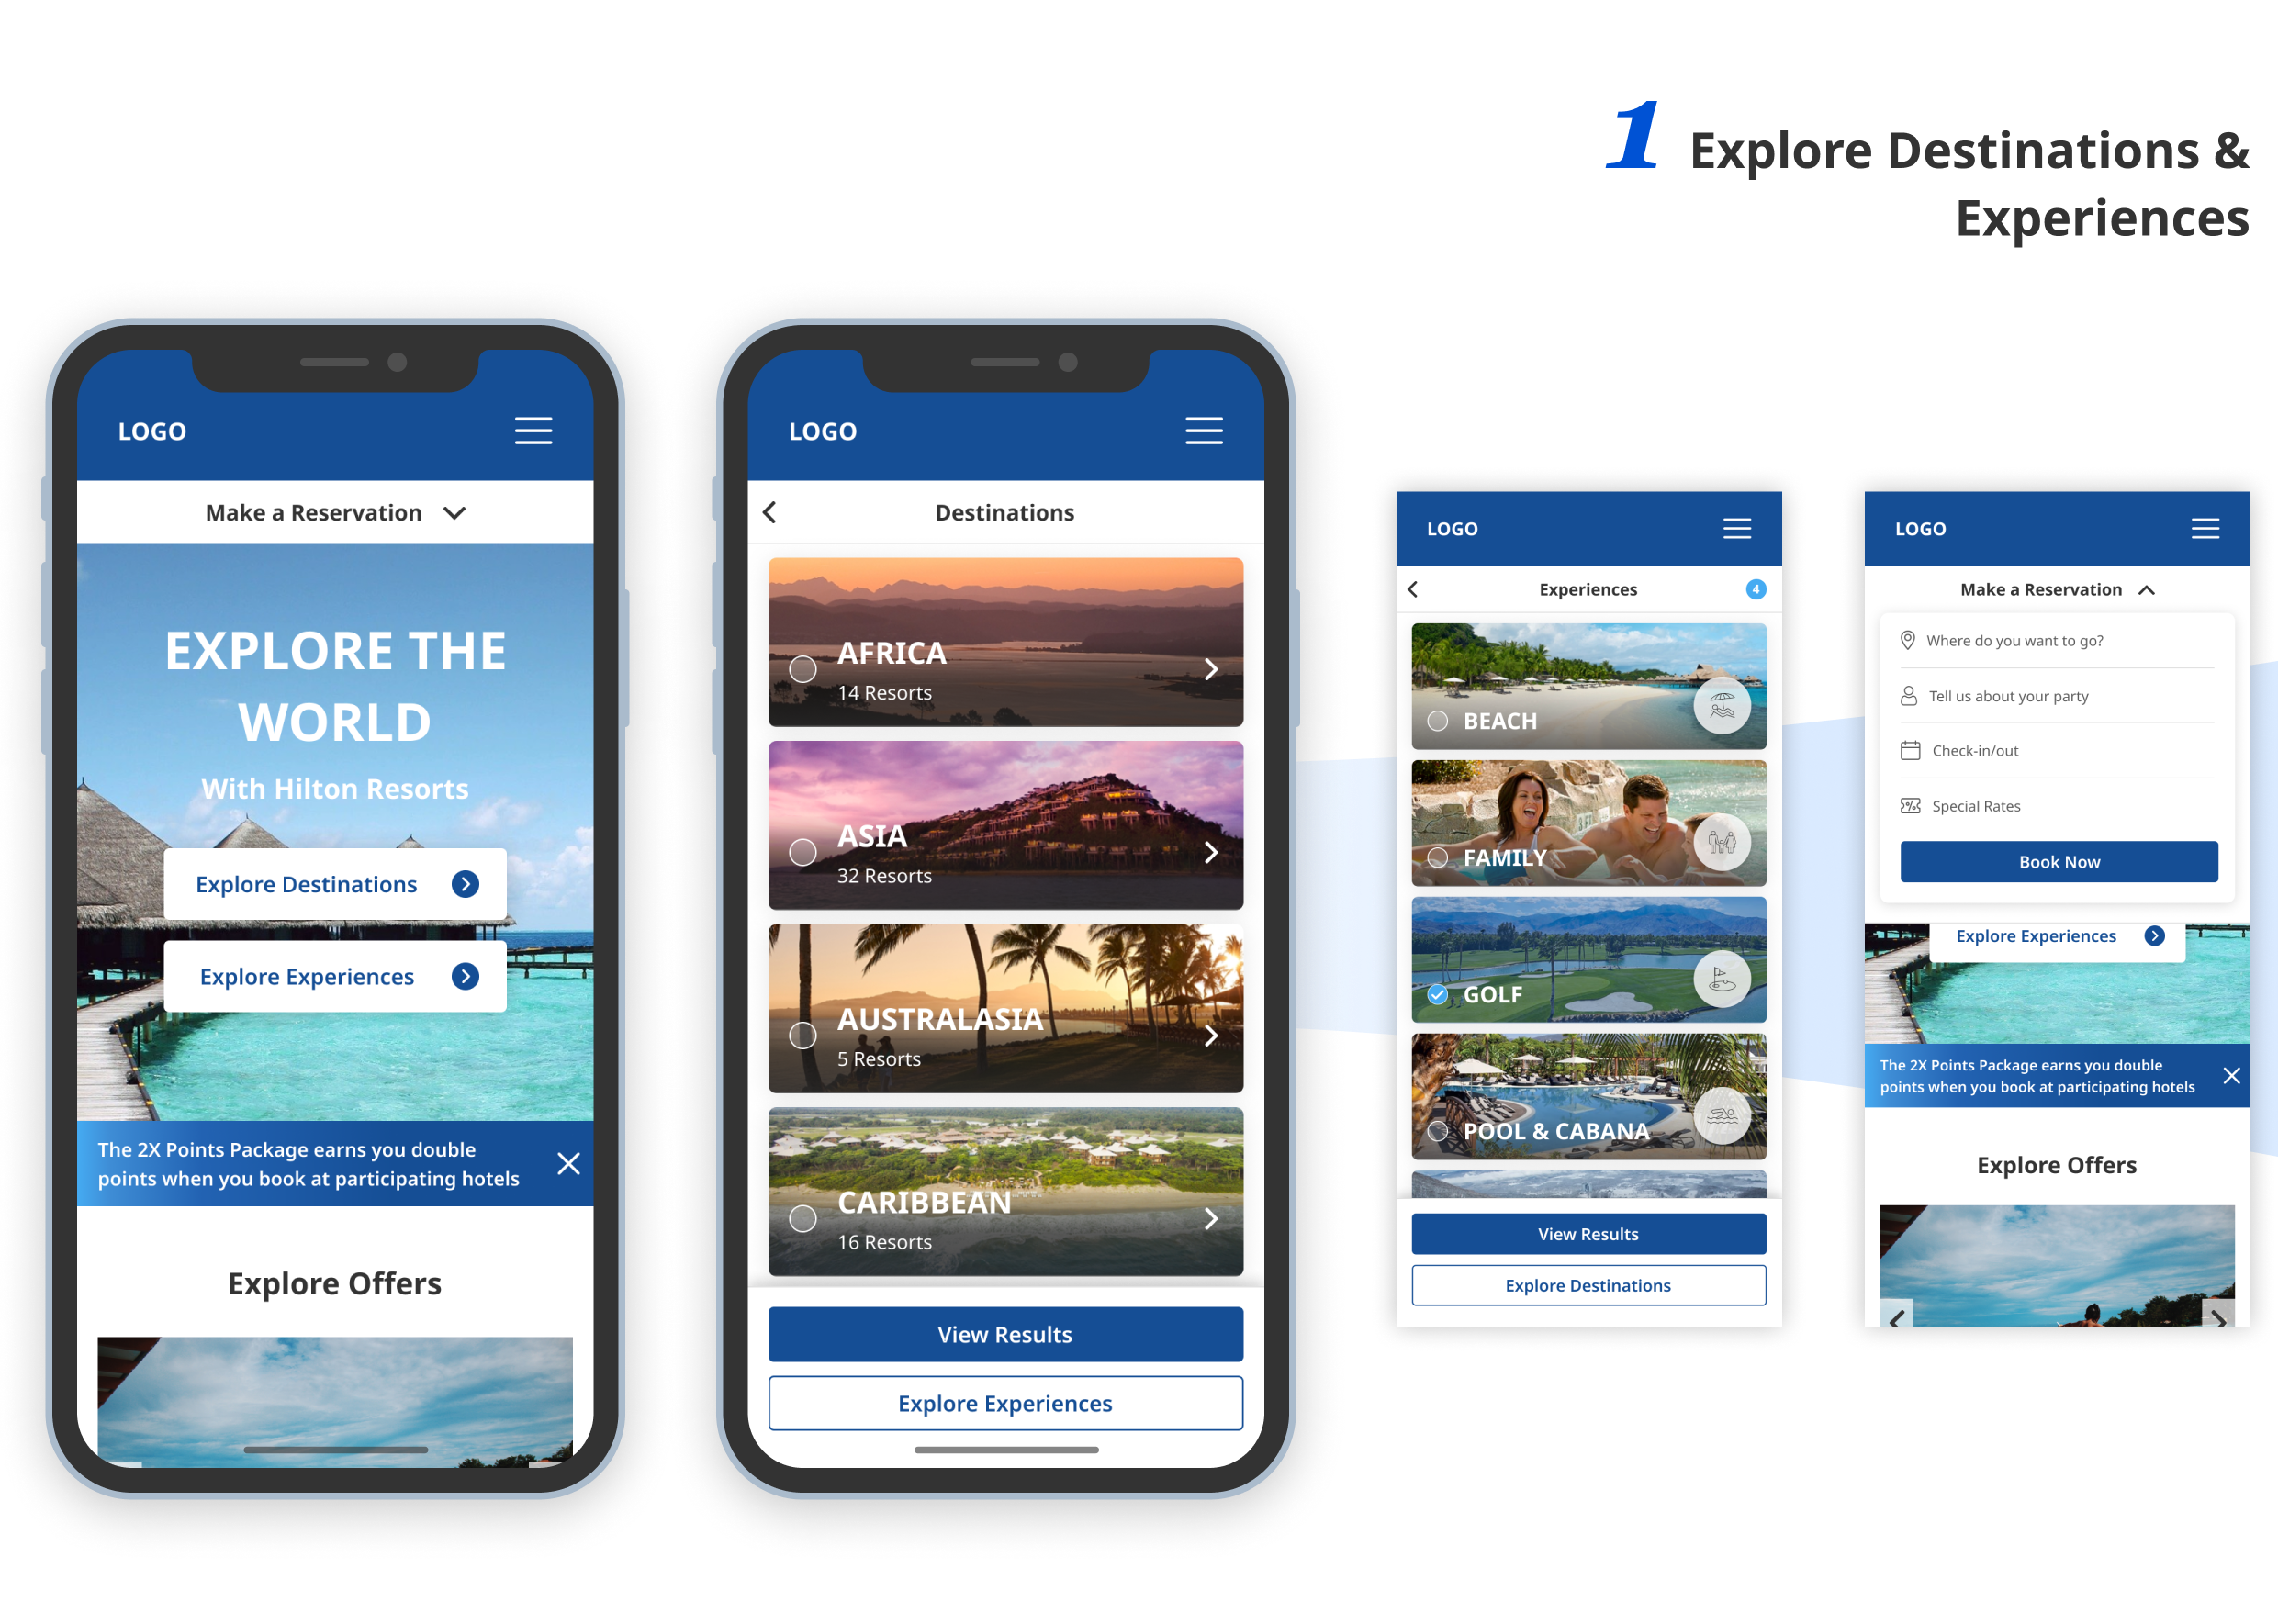 1 Explore Destinations &
Experiences
LOGO
Make a Reservation
EXPLORE THE
WORLD
With Hilton Resorts
Explore Destinations
Explore Experiences
The 2X Points Package earns you double
points when you book at participating hotels
Explore Offers
LOGO
Destinations
AFRICA
14 Resorts
ASIA
32 Resorts
AUSTRALASIA
5 Resorts
CARIBBEAN
16 Resorts
View Results
Explore Experiences
LOGO
Experiences
4
BEACH
FAMILY
GOLF
POOL & CABANA
View Results
Explore Destinations
LOGO
Make a Reservation
Where do you want to go?
Tell us about your party
Check-in/out
Special Rates
Book Now
Explore Experiences
The 2X Points Package earns you double
points when you book at participating hotels
Explore Offers